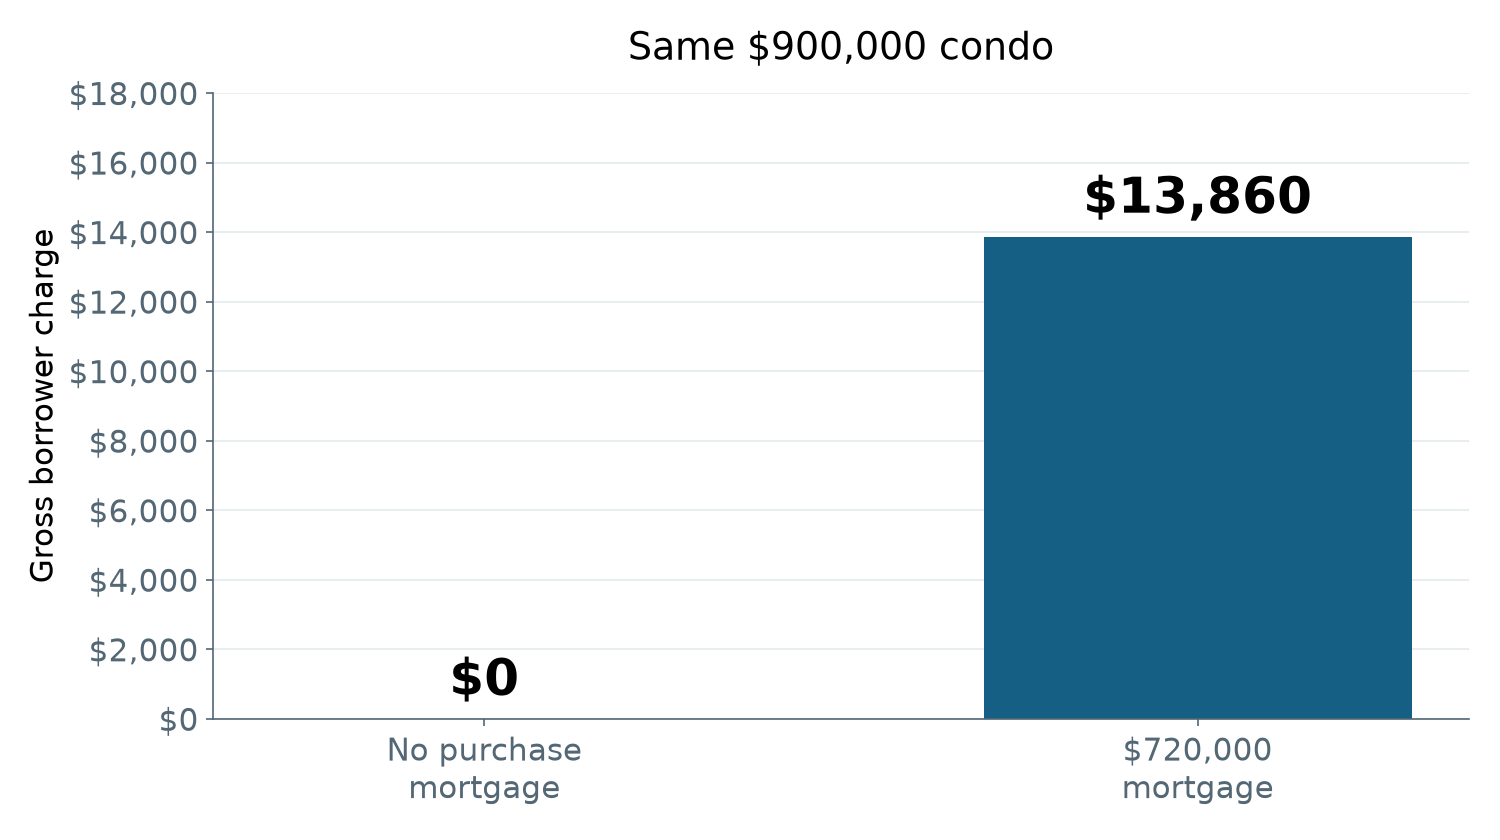 Same $900,000 condo
Gross borrower charge
$18,000
$16,000
$14,000
$12,000
$10,000
$8,000
$6,000
$4,000
$2,000
$0
$0
$13,860
No purchase
mortgage
$720,000
mortgage